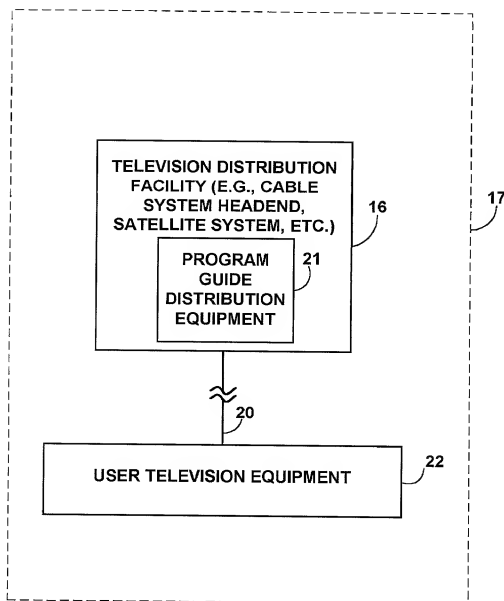 17
TELEVISION DISTRIBUTION
FACILITY (E.G., CABLE
SYSTEM HEADEND,
SATELLITE SYSTEM, ETC.)
16
21
PROGRAM
GUIDE
DISTRIBUTION
EQUIPMENT
20
USER TELEVISION EQUIPMENT
22